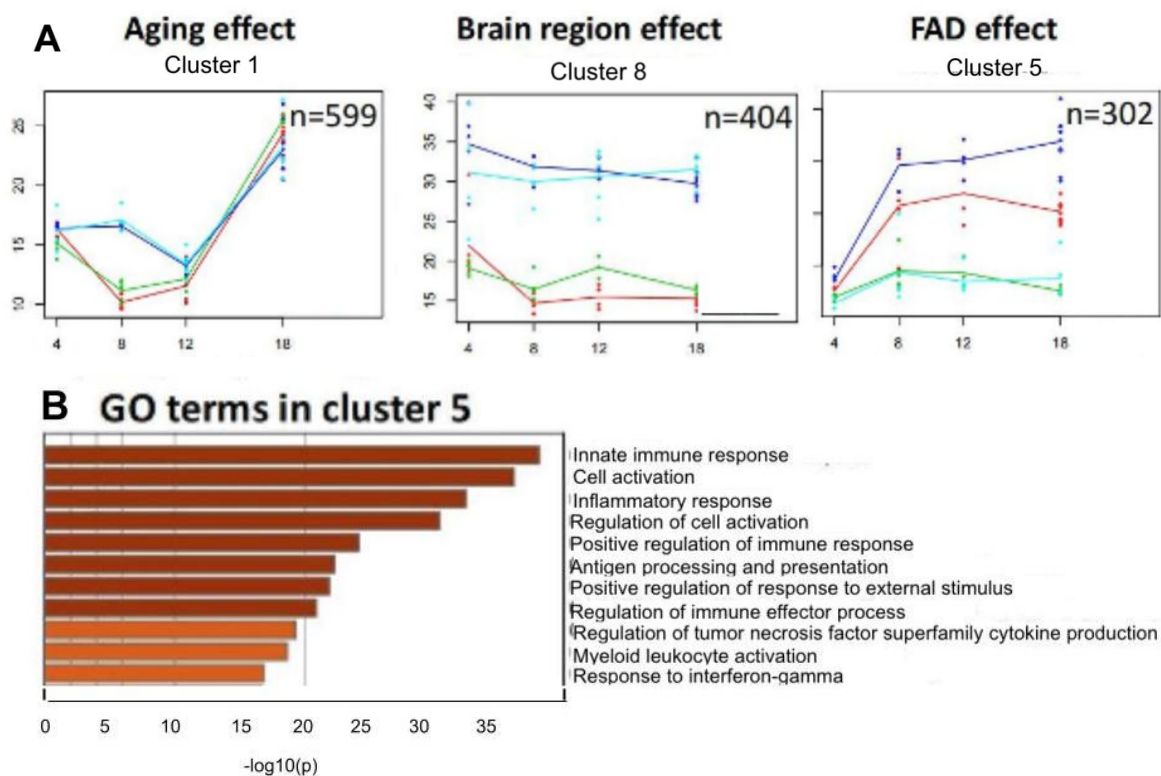 A
Aging effect
Cluster 1
Brain region effect
Cluster 8
FAD effect
Cluster 5
n=599
n=404
n=302
25
20
15
10
4 8 12 18
40
35
30
25
20
15
4 8 12 18
4 8 12 18
B GO terms in cluster 5
Innate immune response
Cell activation
Inflammatory response
Regulation of cell activation
Positive regulation of immune response
Antigen processing and presentation
Positive regulation of response to external stimulus
Regulation of immune effector process
Regulation of tumor necrosis factor superfamily cytokine production
Myeloid leukocyte activation
Response to interferon-gamma
0 5 10 15 20 25 30 35
-log10(p)